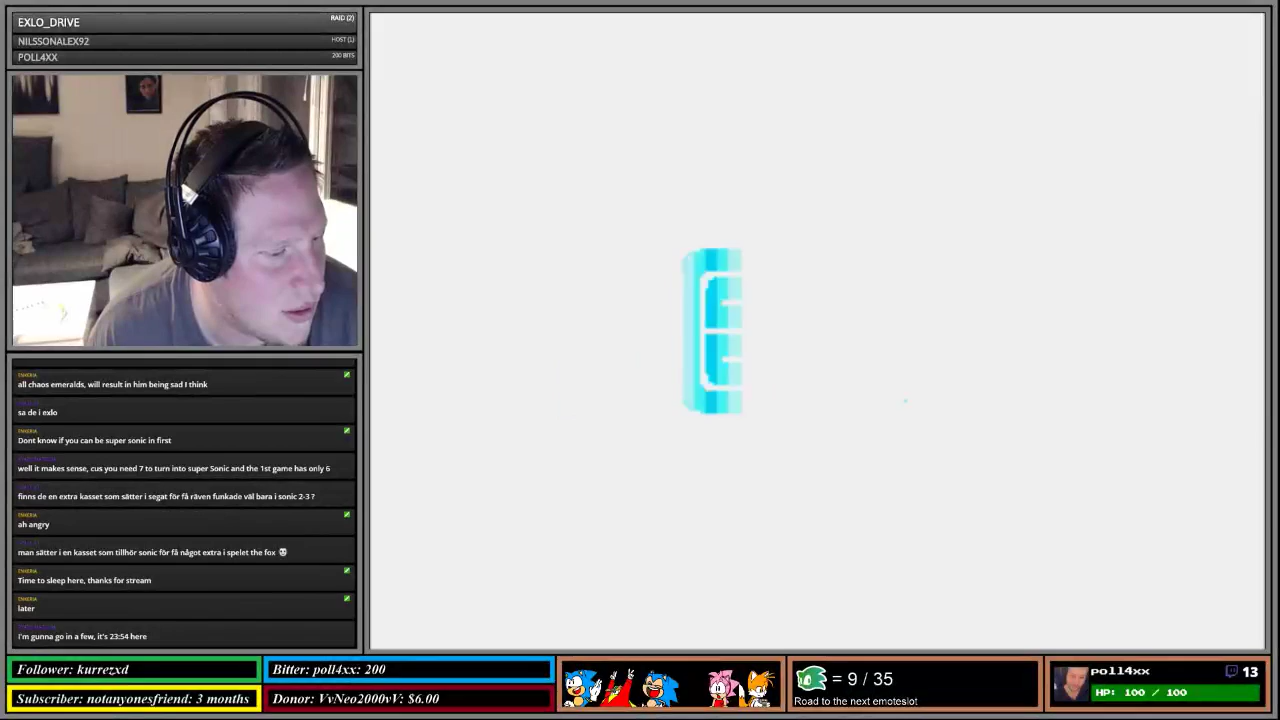 EXLO_DRIVE RAID (2)
NILSSONALEX92 HOST (1)
POLL4XX 200 BITS
all chaos emeralds, will result in him being sad I think
sa de i exlo
Dont know if you can be super sonic in first
well it makes sense, cus you need 7 to turn into super Sonic and the 1st game has only 6
finns de en extra kasset som sätter i segat för få räven funkade väl bara i sonic 2-3 ?
ah angry
man sätter i en kasset som tillhör sonic för få något extra i spelet the fox
Time to sleep here, thanks for stream
later
I'm gunna go in a few, it's 23:54 here
Follower: kurrezxd
Bitter: poll4xx: 200
Subscriber: notanyonesfriend: 3 months
Donor: VvNeo2000vV: $6.00
= 9 / 35
Road to the next emoteslot
poll4xx 13
HP: 100 / 100